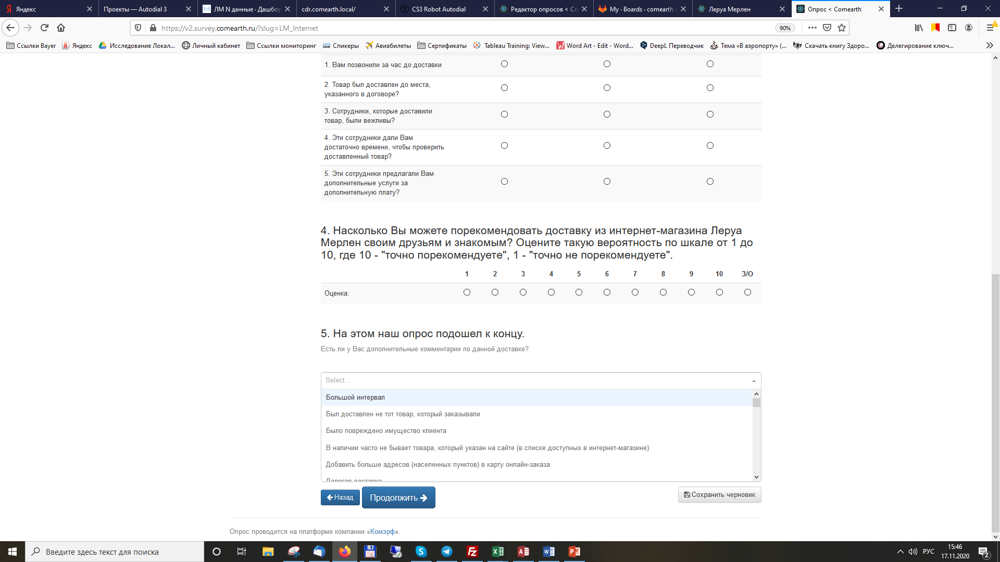 Яндекс
Проекты — Autodial 3
ЛМ N данные · Дашбор
cdr.comearth.local/
CS3 Robot Autodial
Редактор опросов < Co
My · Boards · comearth /
Леруа Мерлен
Опрос < Comearth
https://v2.survey.comearth.ru/?slug=LM_Internet
90%
Ссылки Bayer
Яндекс
Исследование Локал...
Личный кабинет
Ссылки мониторинг
Спикеры
Авиабилеты
Сертификаты
Tableau Training: View...
Word Art - Edit - Word...
DeepL Переводчик
Тема «В аэропорту» (...
Скачать книгу Здоро...
Делегирование ключ...
1. Вам позвонили за час до доставки
2. Товар был доставлен до места,
указанного в договоре?
3. Сотрудники, которые доставили
товар, были вежливы?
4. Эти сотрудники дали Вам
достаточно времени, чтобы проверить
доставленный товар?
5. Эти сотрудники предлагали Вам
дополнительные услуги за
дополнительную плату?
4. Насколько Вы можете порекомендовать доставку из интернет-магазина Леруа
Мерлен своим друзьям и знакомым? Оцените такую вероятность по шкале от 1 до
10, где 10 - "точно порекомендуете", 1 - "точно не порекомендуете".
1 2 3 4 5 6 7 8 9 10 З/О
Оценка:
5. На этом наш опрос подошел к концу.
Есть ли у Вас дополнительные комментарии по данной доставке?
Select...
Большой интервал
Был доставлен не тот товар, который заказывали
Было повреждено имущество клиента
В наличии часто не бывает товара, который указан на сайте (в списке доступных в интернет-магазине)
Добавить больше адресов (населенных пунктов) в карту онлайн-заказа
Дорогая доставка
Назад
Продолжить
Сохранить черновик
Опрос проводится на платформе компании «Комэрф».
Введите здесь текст для поиска
РУС
15:46
17.11.2020
2